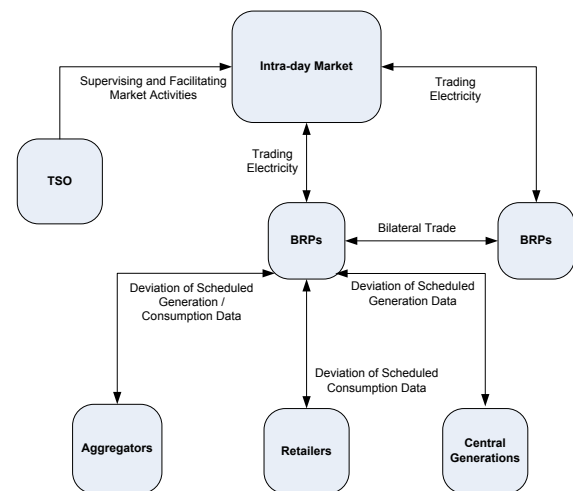 Intra-day Market
Supervising and Facilitating
Market Activities
Trading
Electricity
Trading
Electricity
TSO
BRPs
Bilateral Trade
BRPs
Deviation of Scheduled
Generation /
Consumption Data
Deviation of Scheduled
Generation Data
Deviation of Scheduled
Consumption Data
Aggregators
Retailers
Central
Generations